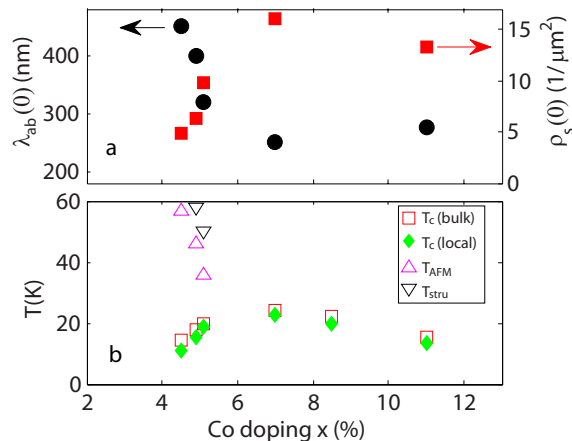 400
300
200
λab(0) (nm)
a
15
10
5
0
ρs(0) (1/μm²)
60
40
20
0
T(K)
b
Tc (bulk)
Tc (local)
TAFM
Tstru
2 4 6 8 10 12
Co doping x (%)